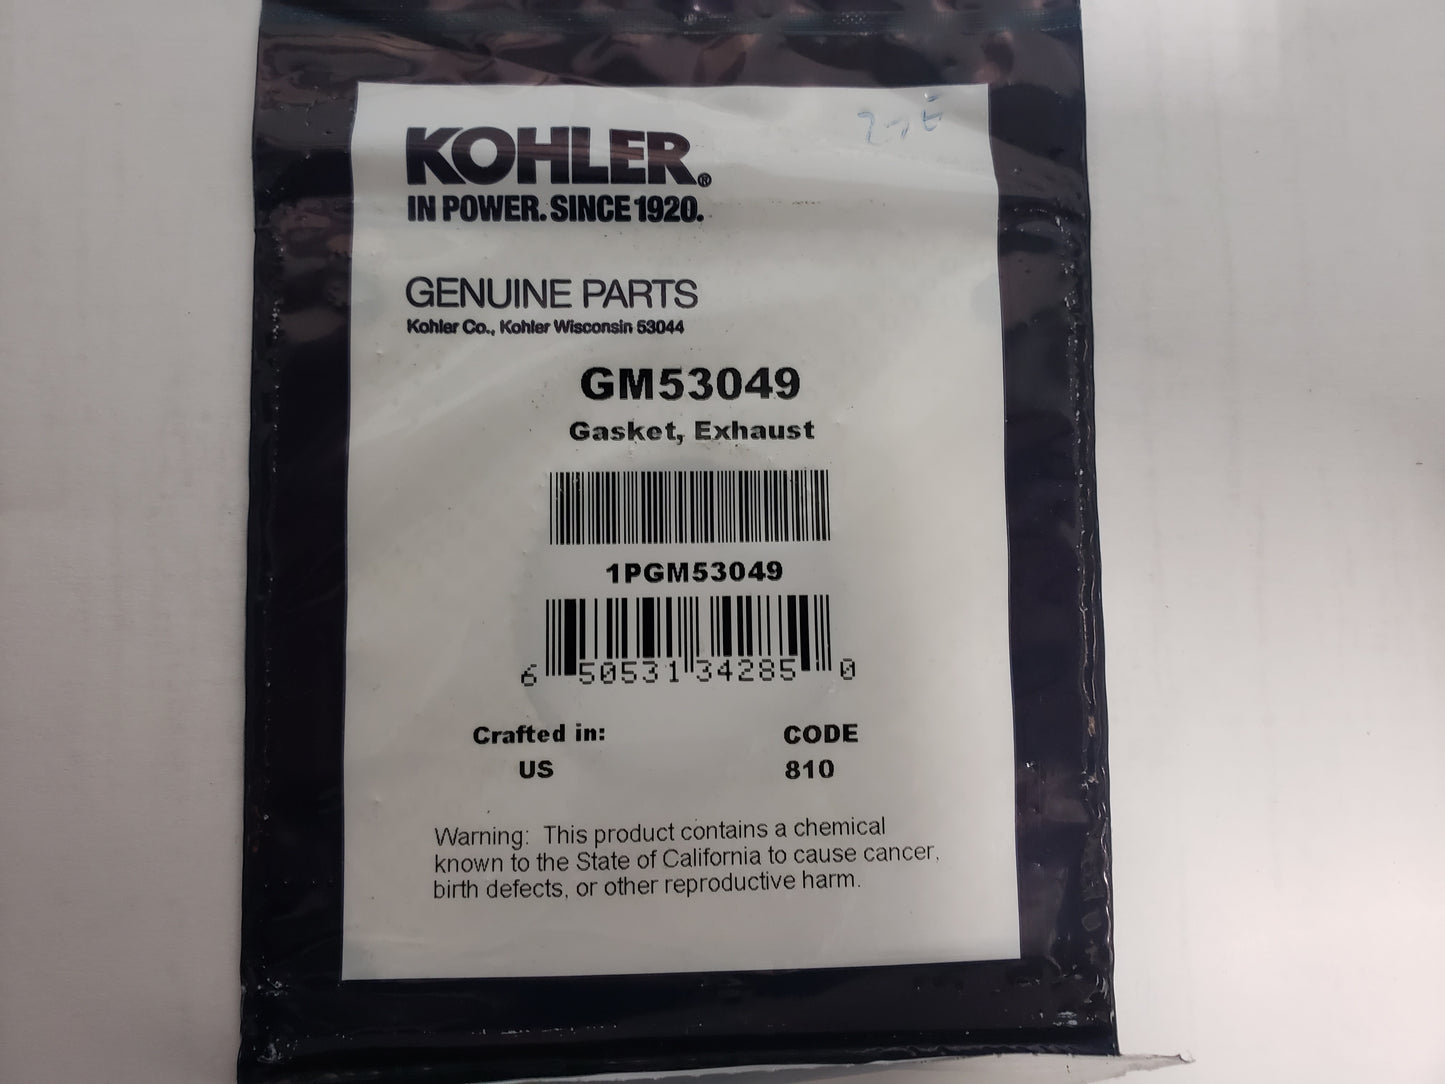 KOHLER®
IN POWER. SINCE 1920.
GENUINE PARTS
Kohler Co., Kohler Wisconsin 53044
GM53049
Gasket, Exhaust
1PGM53049
6 50531 34285 0
Crafted in: CODE
US 810
Warning: This product contains a chemical
known to the State of California to cause cancer,
birth defects, or other reproductive harm.